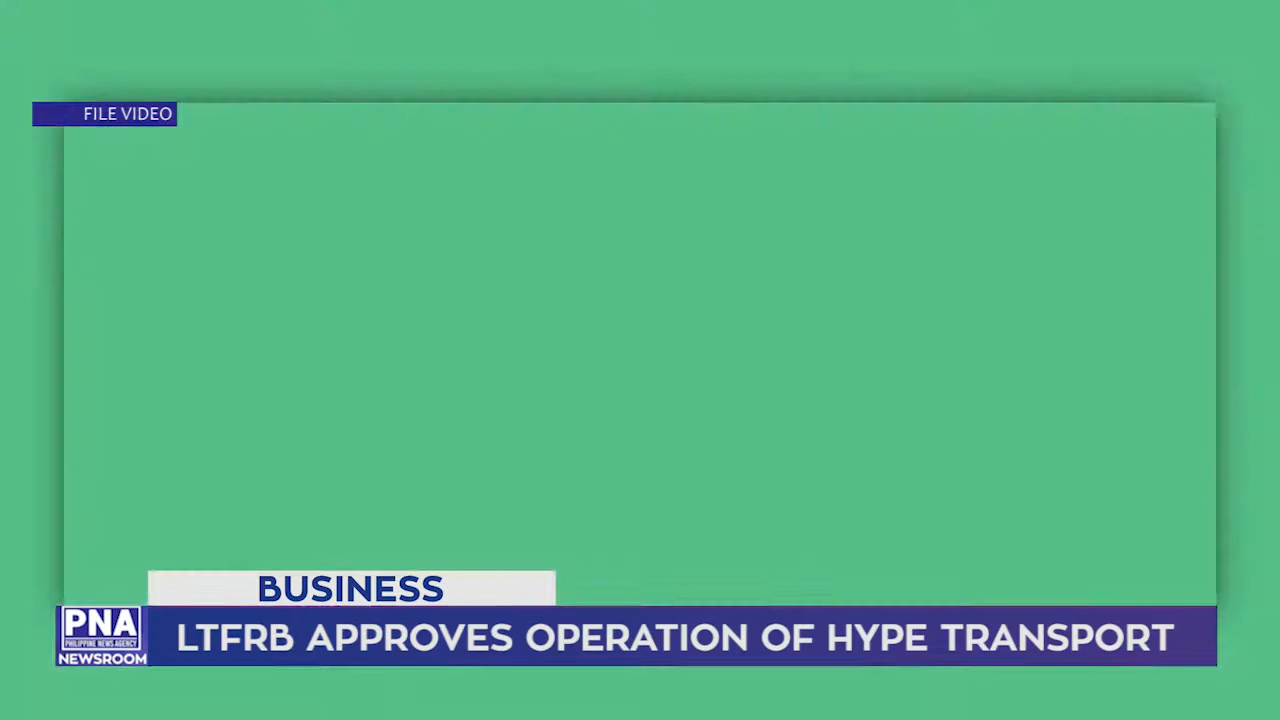 FILE VIDEO
BUSINESS
PNA
PHILIPPINE NEWS AGENCY
NEWSROOM
LTFRB APPROVES OPERATION OF HYPE TRANSPORT